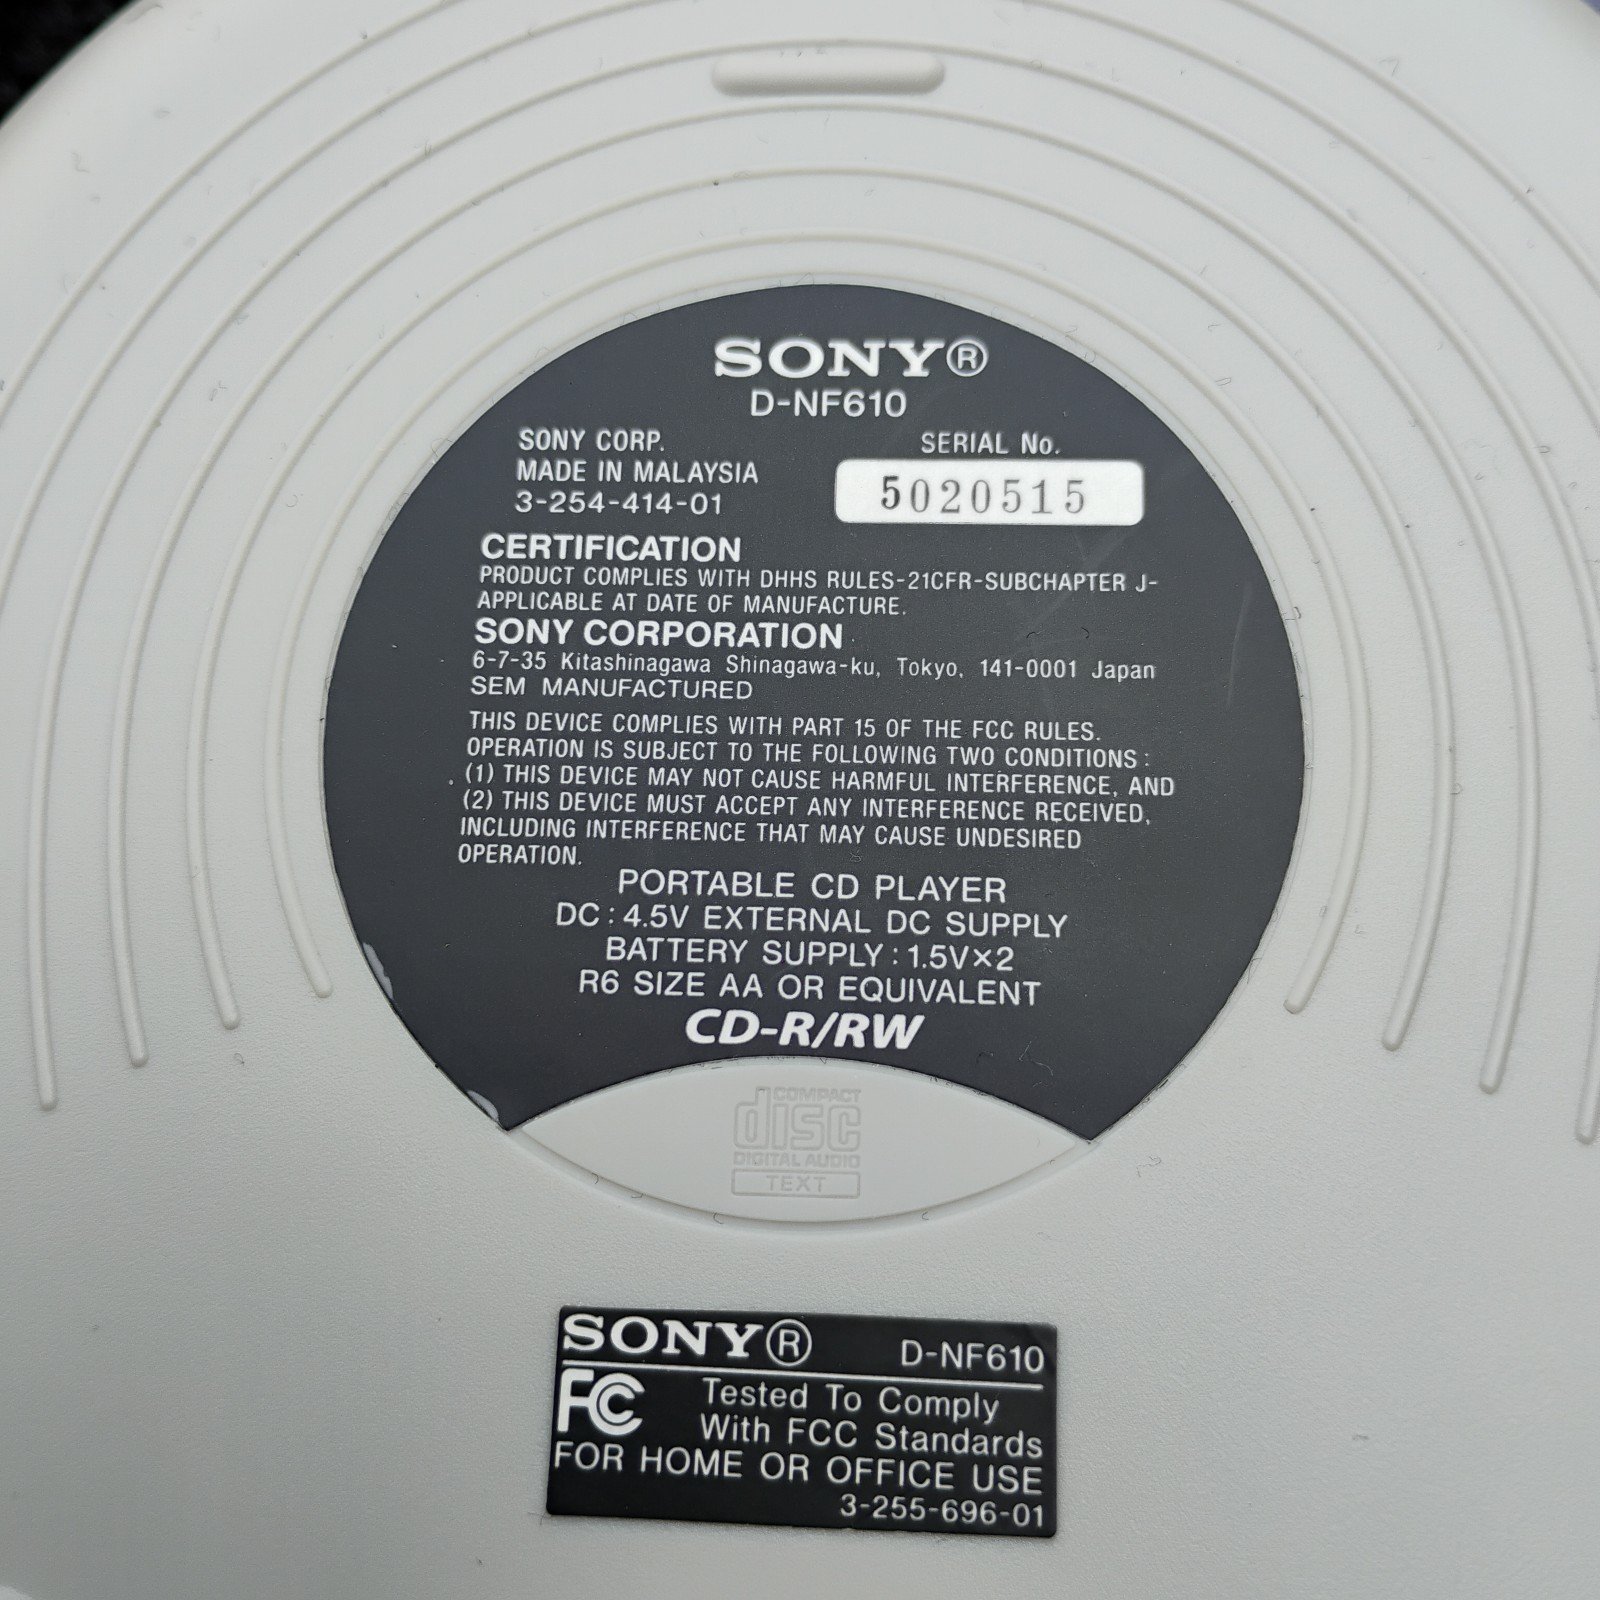 SONY®
D-NF610
SONY CORP.
MADE IN MALAYSIA
3-254-414-01
SERIAL No.
5020515
CERTIFICATION
PRODUCT COMPLIES WITH DHHS RULES-21CFR-SUBCHAPTER J-
APPLICABLE AT DATE OF MANUFACTURE.
SONY CORPORATION
6-7-35 Kitashinagawa Shinagawa-ku, Tokyo, 141-0001 Japan
SEM MANUFACTURED
THIS DEVICE COMPLIES WITH PART 15 OF THE FCC RULES.
OPERATION IS SUBJECT TO THE FOLLOWING TWO CONDITIONS:
(1) THIS DEVICE MAY NOT CAUSE HARMFUL INTERFERENCE, AND
(2) THIS DEVICE MUST ACCEPT ANY INTERFERENCE RECEIVED,
INCLUDING INTERFERENCE THAT MAY CAUSE UNDESIRED
OPERATION.
PORTABLE CD PLAYER
DC: 4.5V EXTERNAL DC SUPPLY
BATTERY SUPPLY: 1.5V×2
R6 SIZE AA OR EQUIVALENT
CD-R/RW
COMPACT
disc
DIGITAL AUDIO
TEXT
SONY® D-NF610
FC Tested To Comply
With FCC Standards
FOR HOME OR OFFICE USE
3-255-696-01